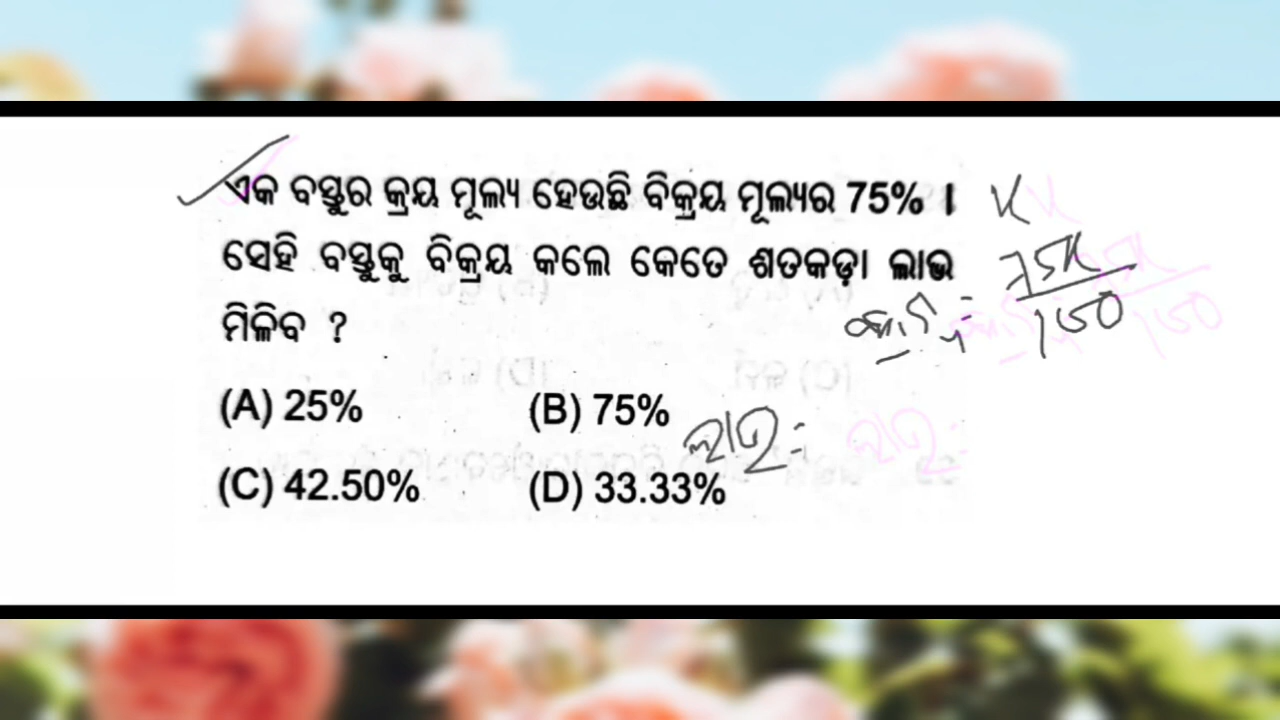 ଏକ ବସ୍ତୁର କ୍ରୟ ମୂଲ୍ୟ ହେଉଛି ବିକ୍ରୟ ମୂଲ୍ୟର 75% ।
ସେହି ବସ୍ତୁକୁ ବିକ୍ରୟ କଲେ କେତେ ଶତକଡ଼ା ଲାଭ
ମିଳିବ ?
(A) 25% (B) 75%
(C) 42.50% (D) 33.33%
ଲାଭ =